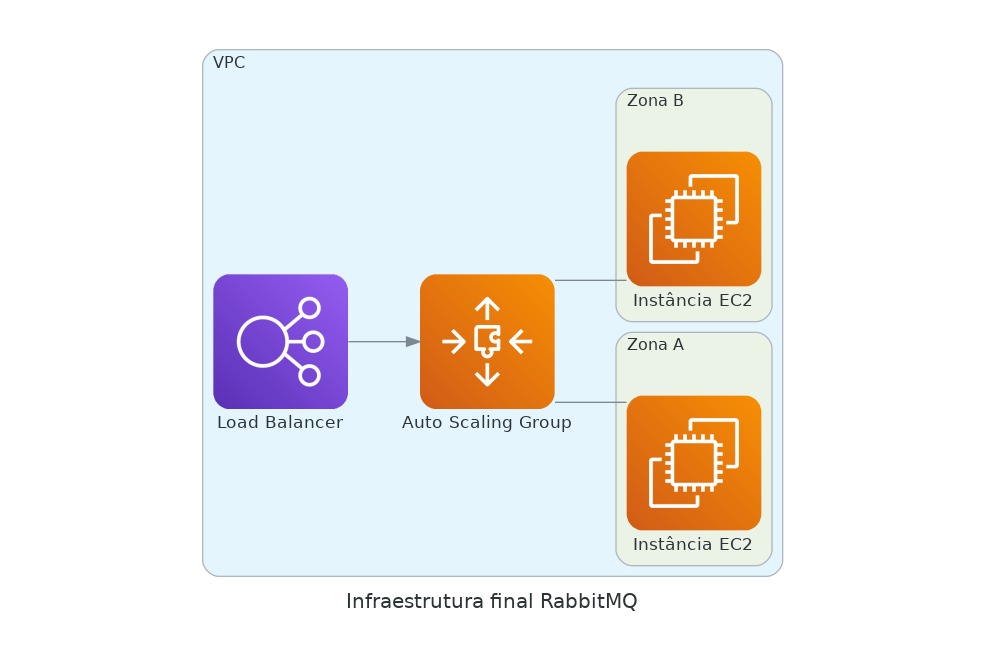 VPC
Zona B
Instância EC2
Zona A
Load Balancer
Auto Scaling Group
Instância EC2
Infraestrutura final RabbitMQ